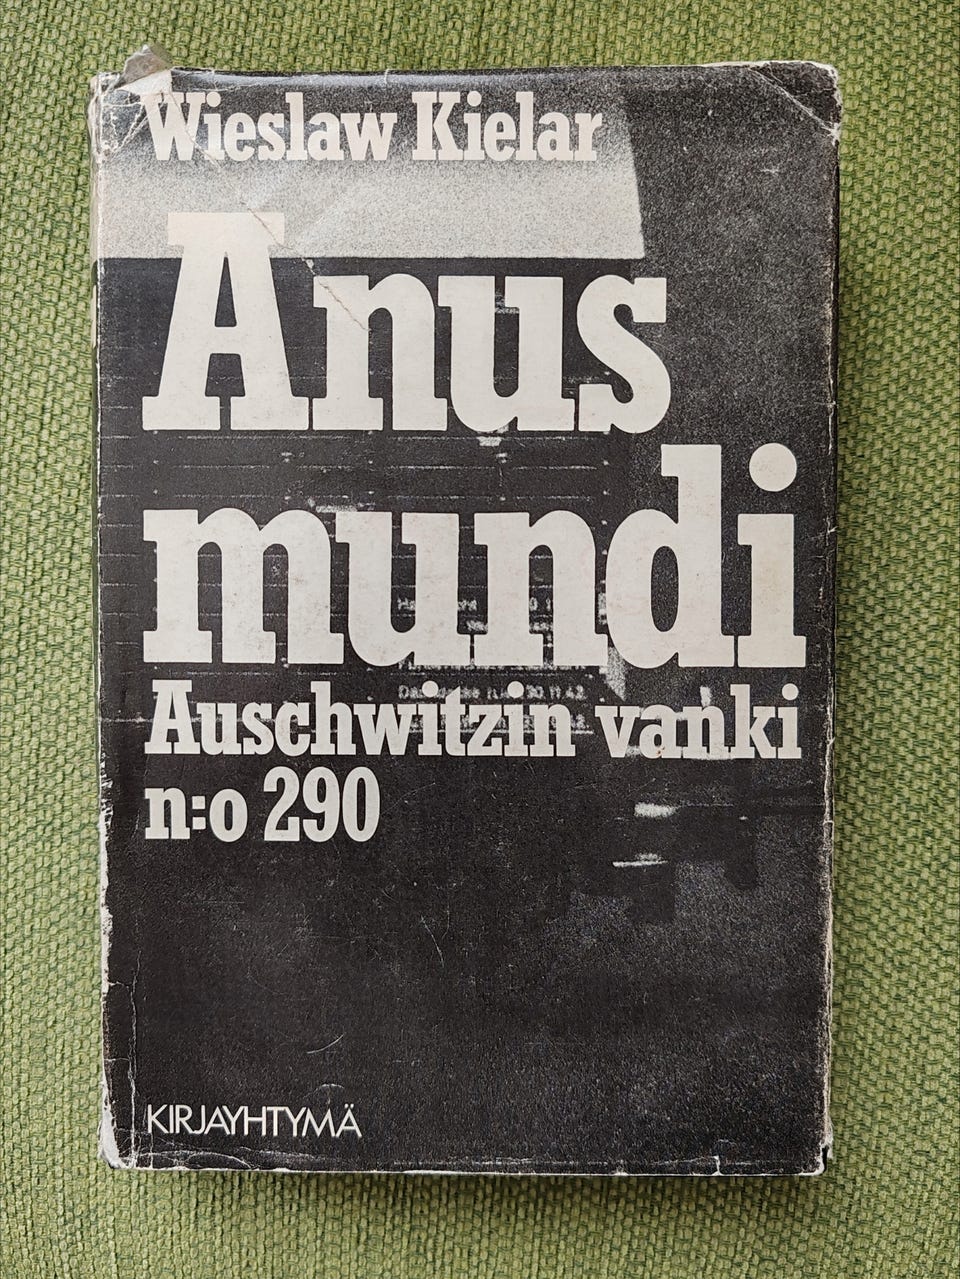 Wieslaw Kielar
Anus
mundi
Auschwitzin vanki
n:o 290
KIRJAYHTYMÄ